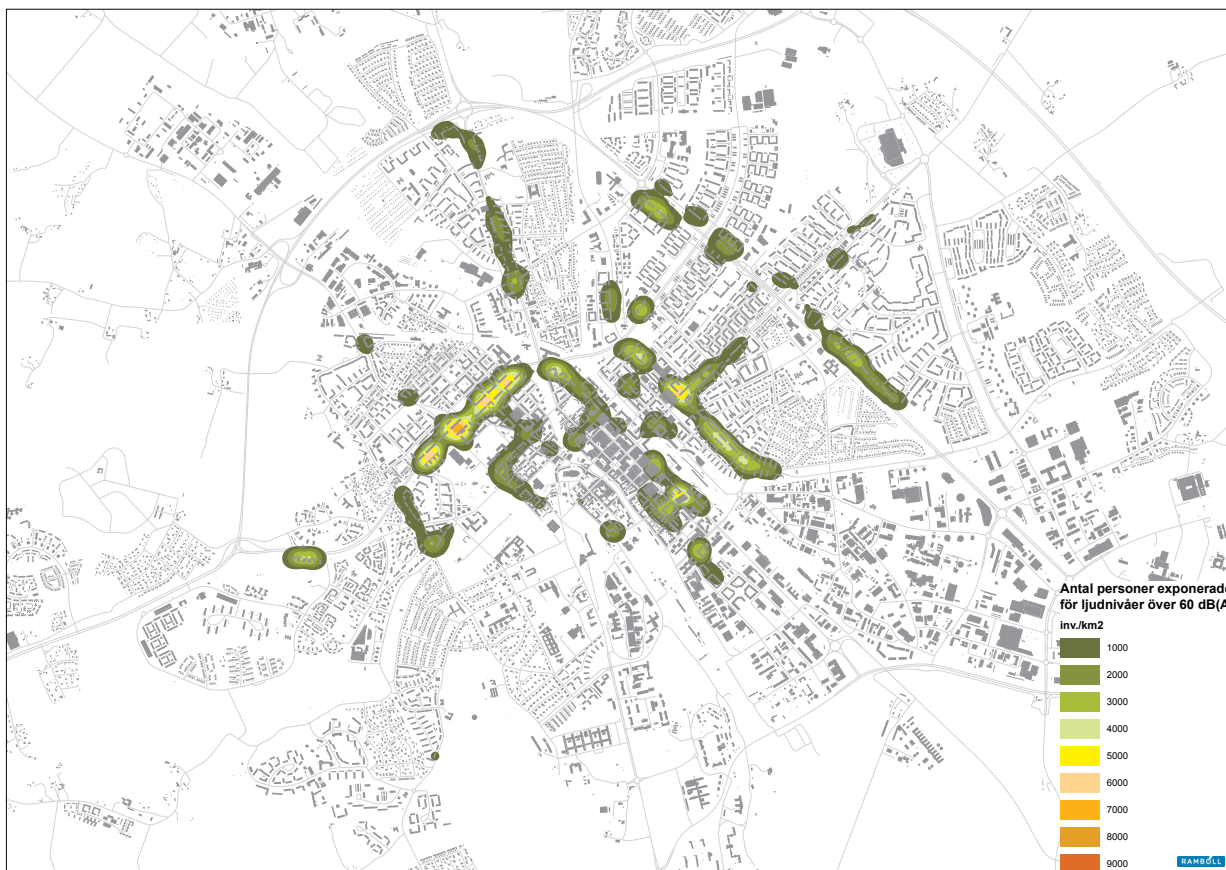 Antal personer exponerade
för ljudnivåer över 60 dB(A
inv./km2
1000
2000
3000
4000
5000
6000
7000
8000
9000
RAMBOLL